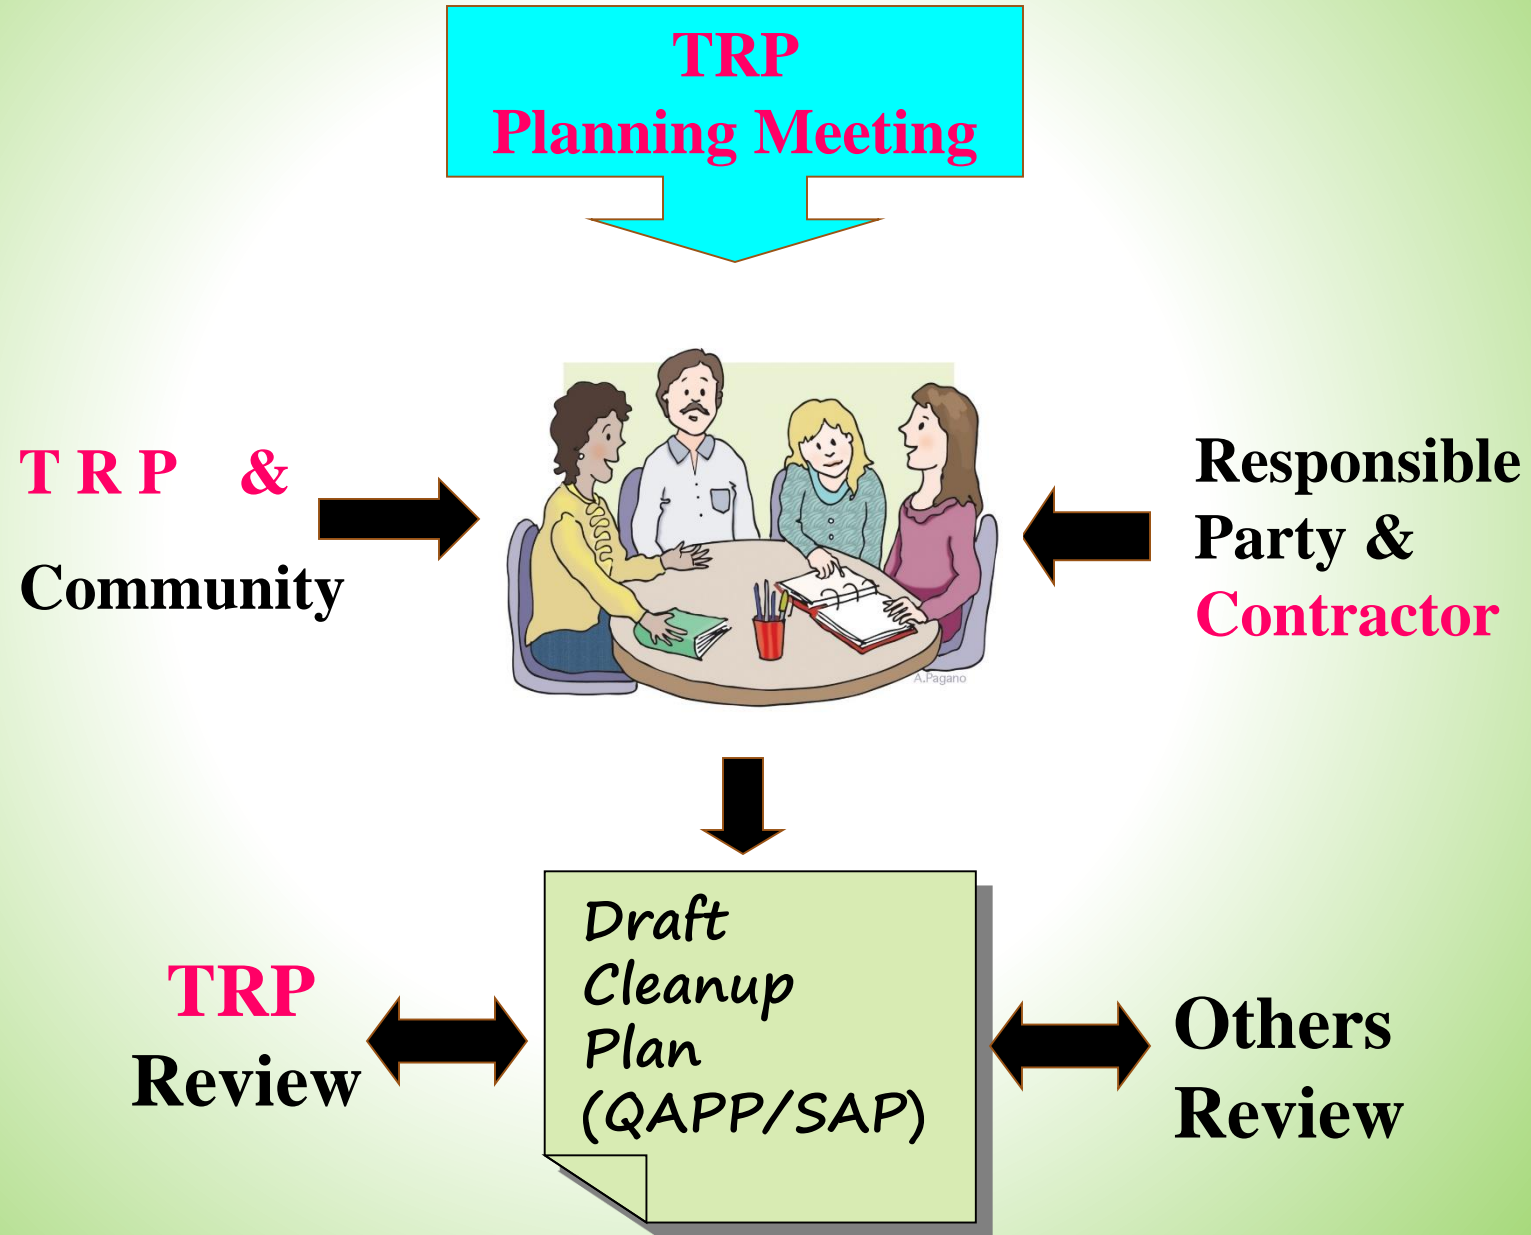 TRP
Planning Meeting
T R P &
Community
Responsible
Party &
Contractor
A.Pagano
Draft
Cleanup
Plan
(QAPP/SAP)
TRP
Review
Others
Review